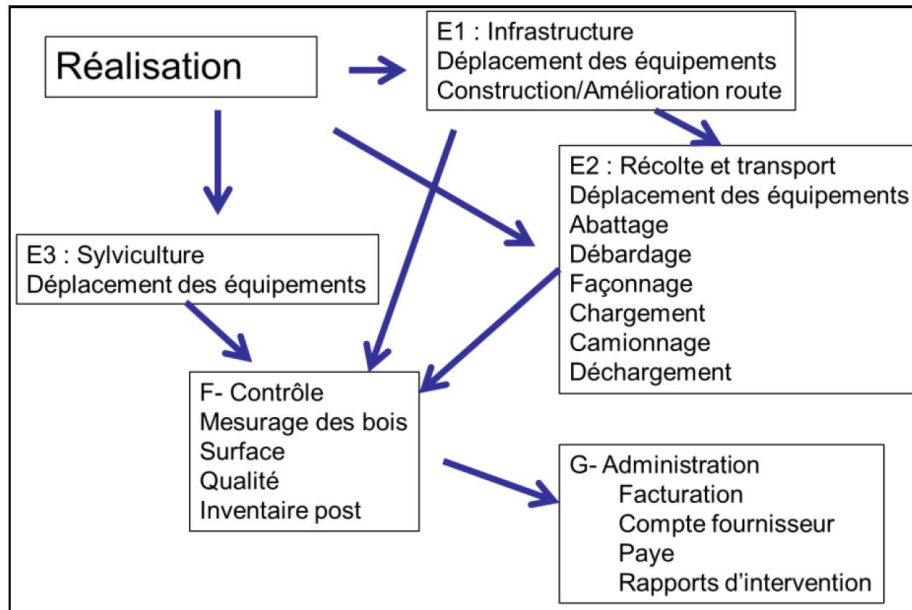 Réalisation
E1 : Infrastructure
Déplacement des équipements
Construction/Amélioration route
E2 : Récolte et transport
Déplacement des équipements
Abattage
Débardage
Façonnage
Chargement
Camionnage
Déchargement
E3 : Sylviculture
Déplacement des équipements
F- Contrôle
Mesurage des bois
Surface
Qualité
Inventaire post
G- Administration
Facturation
Compte fournisseur
Paye
Rapports d’intervention